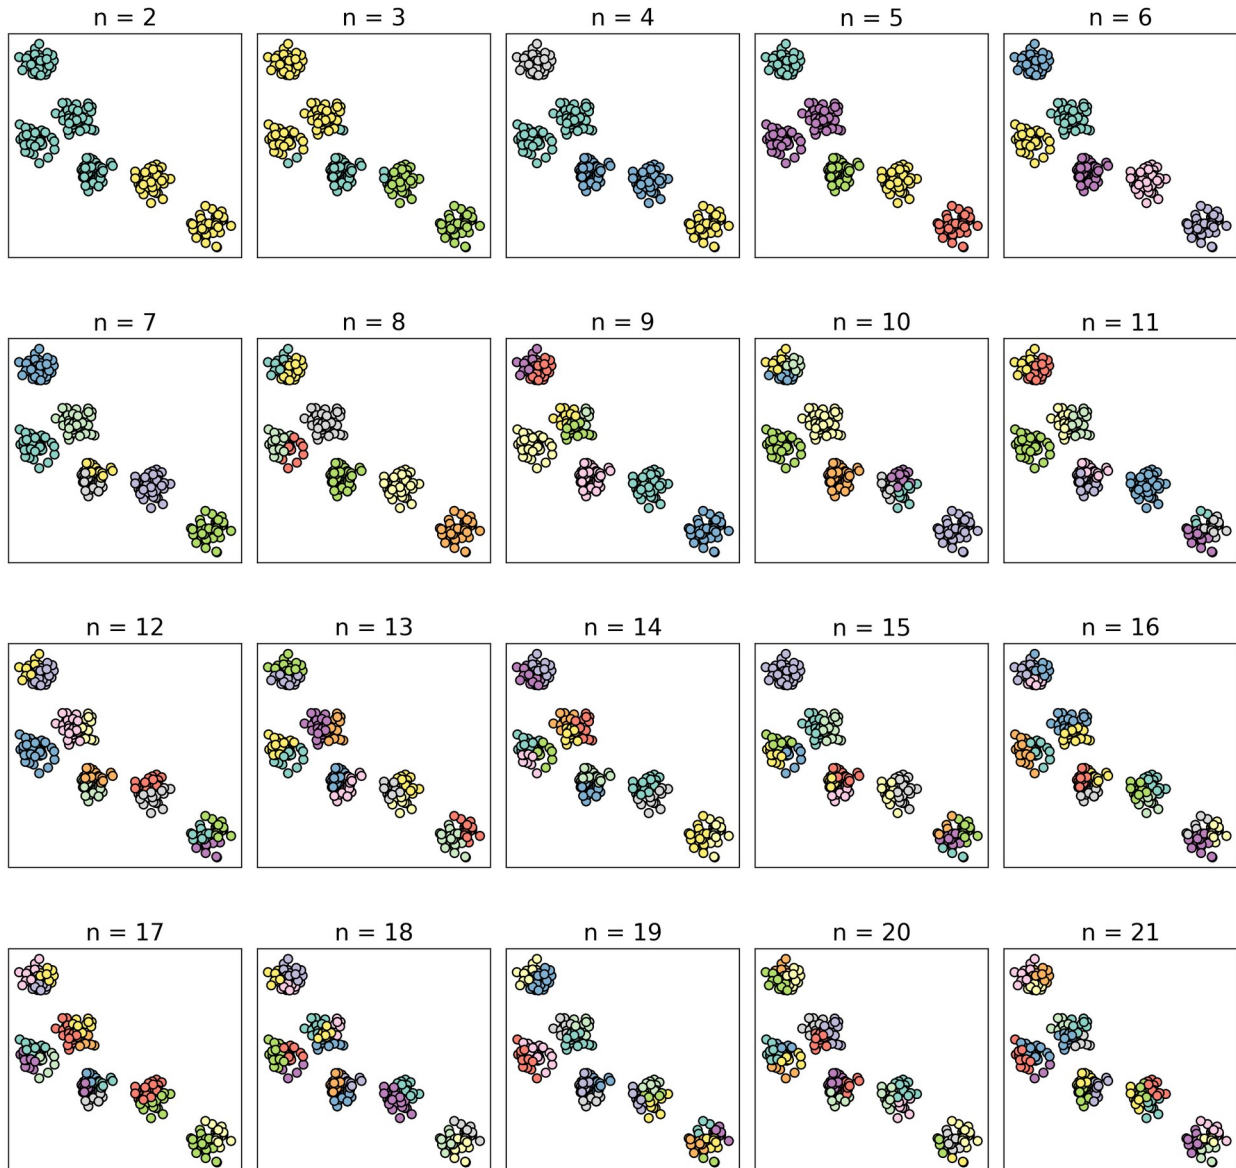 n = 2
n = 3
n = 4
n = 5
n = 6
n = 7
n = 8
n = 9
n = 10
n = 11
n = 12
n = 13
n = 14
n = 15
n = 16
n = 17
n = 18
n = 19
n = 20
n = 21